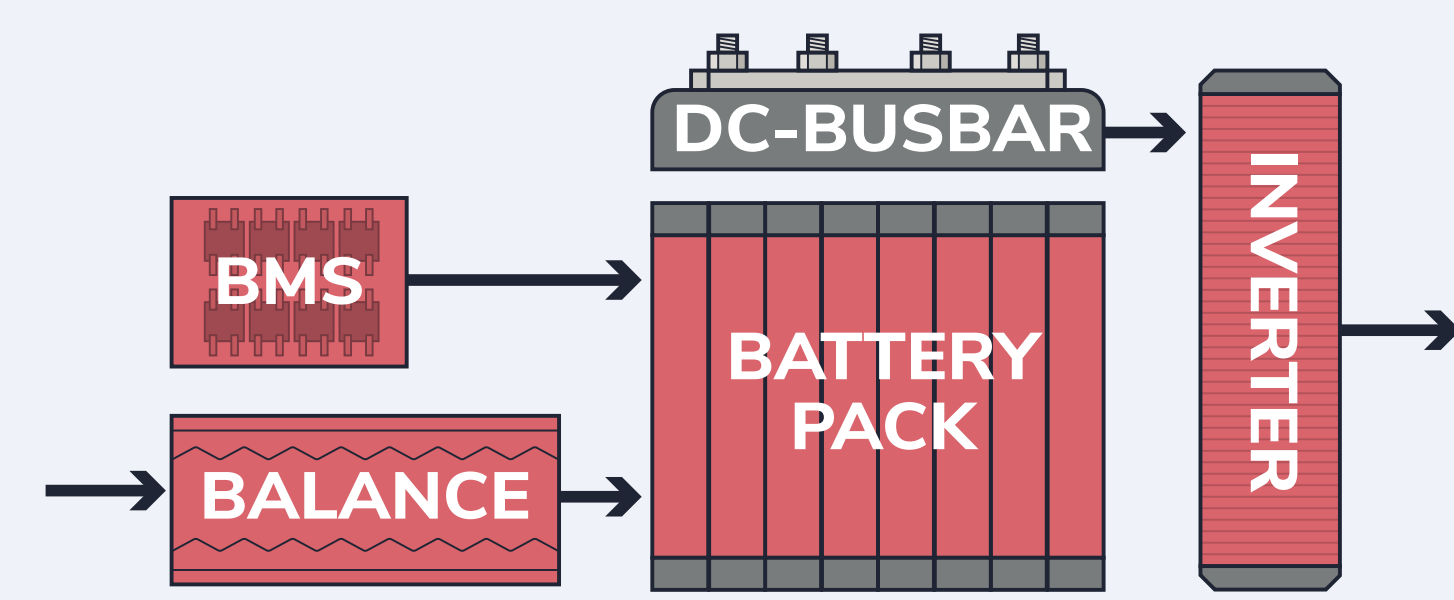 DC-BUSBAR
INVERTER
BMS
BATTERY
PACK
BALANCE